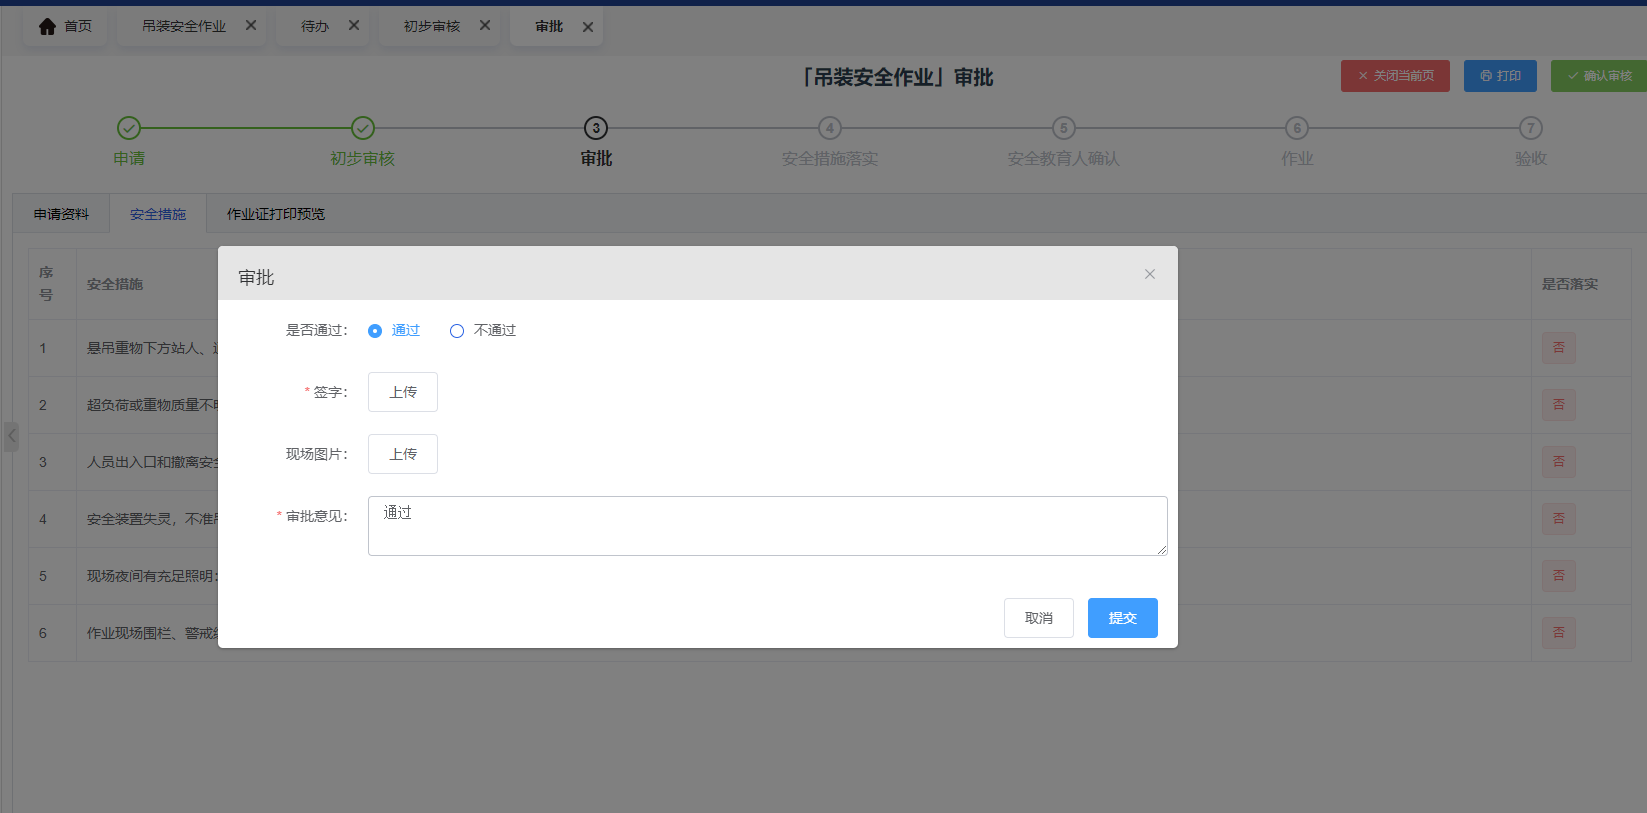 首页
吊装安全作业
待办
初步审核
审批
「吊装安全作业」审批
关闭当前页
打印
确认审核
3
4
5
6
7
申请
初步审核
审批
安全措施落实
安全教育人确认
作业
验收
申请资料
安全措施
作业证打印预览
序号
安全措施
是否落实
审批
是否通过：
通过
不通过
1
悬吊重物下方站人、
否
* 签字：
上传
2
超负荷或重物质量不
否
现场图片：
上传
3
人员出入口和撤离安
否
* 审批意见：
通过
4
安全装置失灵，不准
否
5
现场夜间有充足照明：
否
取消
提交
6
作业现场围栏、警戒
否